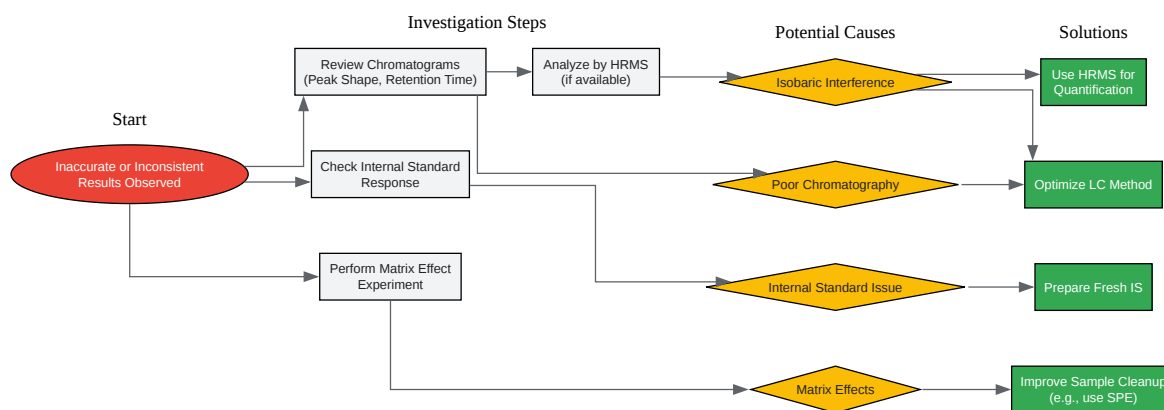 Investigation Steps
Potential Causes
Solutions
Start
Review Chromatograms
(Peak Shape, Retention Time)
Analyze by HRMS
(if available)
Isobaric Interference
Use HRMS for
Quantification
Inaccurate or Inconsistent
Results Observed
Check Internal Standard
Response
Poor Chromatography
Optimize LC Method
Perform Matrix Effect
Experiment
Internal Standard Issue
Prepare Fresh IS
Matrix Effects
Improve Sample Cleanup
(e.g., use SPE)